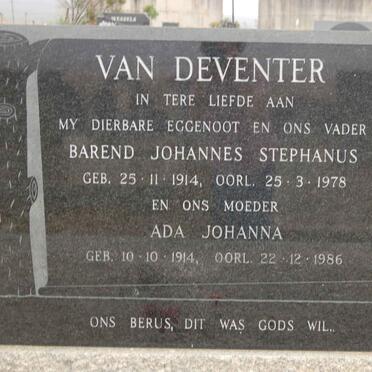 WESSELS
VAN DEVENTER
IN TERE LIEFDE AAN
MY DIERBARE EGGENOOT EN ONS VADER
BAREND JOHANNES STEPHANUS
GEB. 25·11·1914, OORL. 25·3·1978
EN ONS MOEDER
ADA JOHANNA
GEB. 10·10·1914, OORL. 22·12·1986
ONS BERUS, DIT WAS GODS WIL..